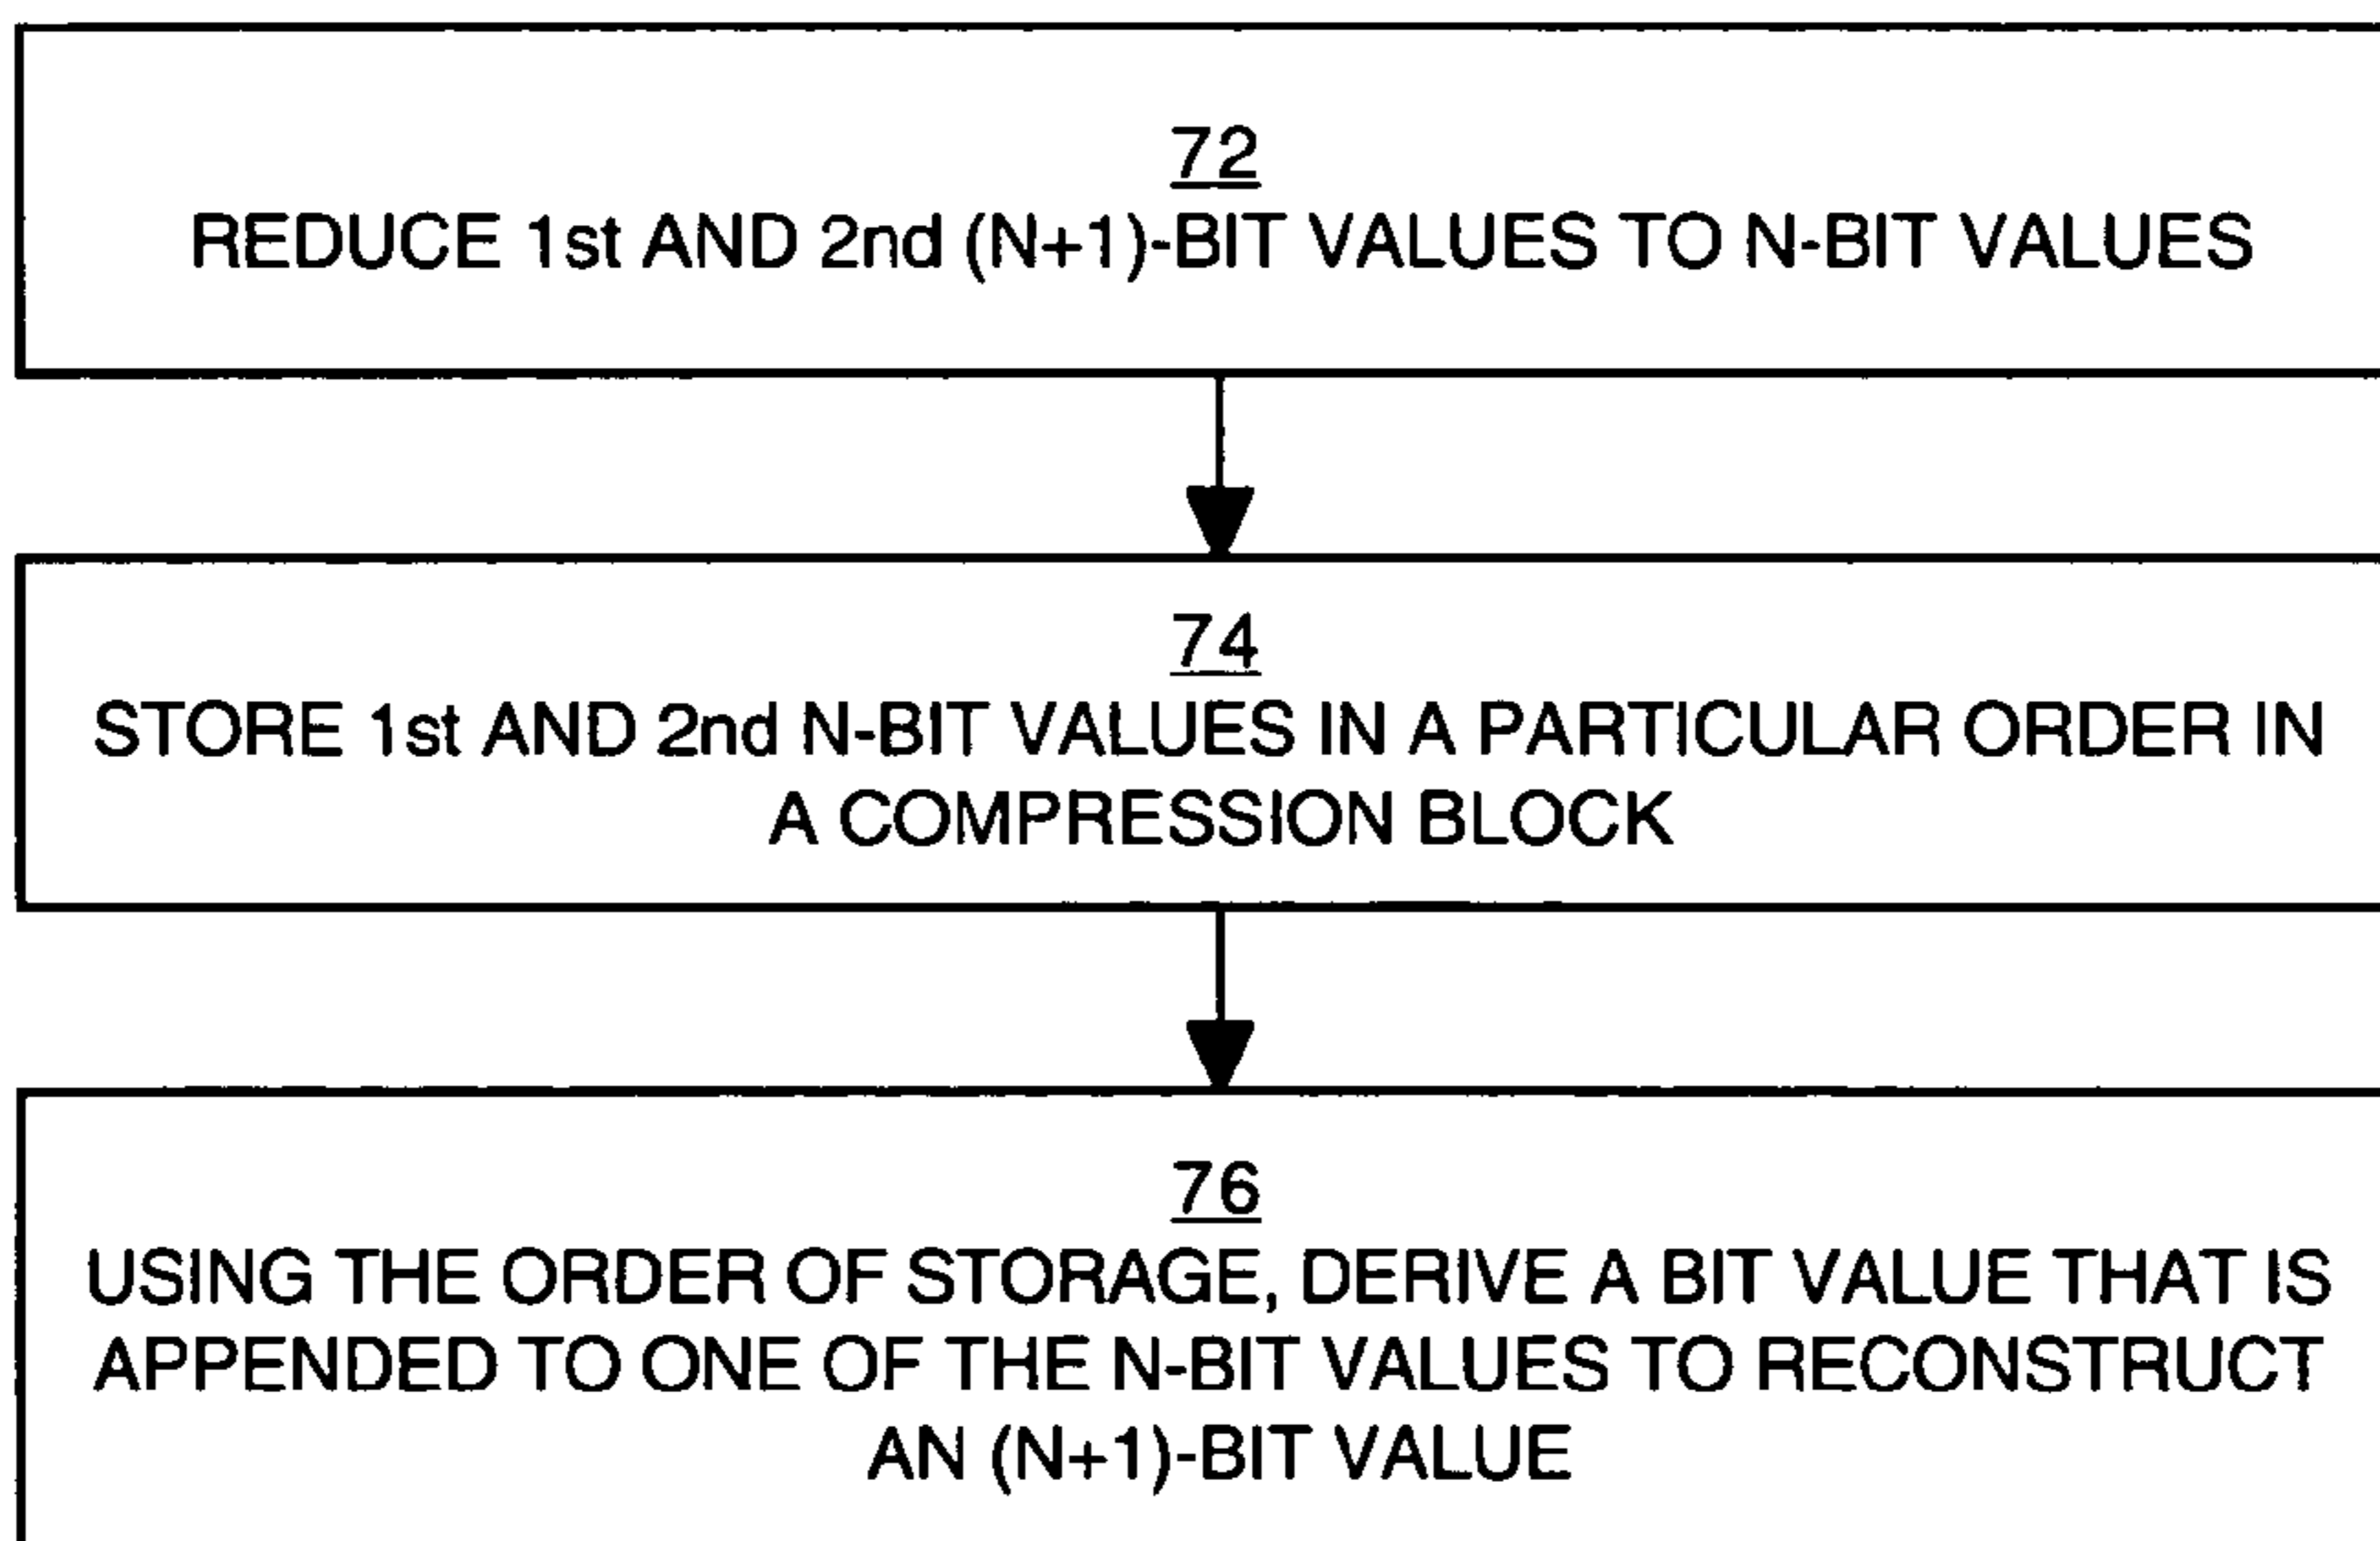 72
REDUCE 1st AND 2nd (N+1)-BIT VALUES TO N-BIT VALUES
74
STORE 1st AND 2nd N-BIT VALUES IN A PARTICULAR ORDER IN
A COMPRESSION BLOCK
76
USING THE ORDER OF STORAGE, DERIVE A BIT VALUE THAT IS
APPENDED TO ONE OF THE N-BIT VALUES TO RECONSTRUCT
AN (N+1)-BIT VALUE